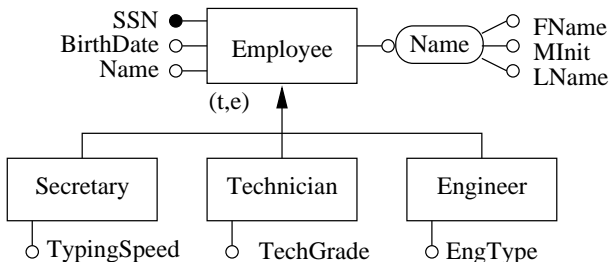 SSN
BirthDate
Name
Employee
Name
FName
MInit
LName
(t,e)
Secretary
Technician
Engineer
TypingSpeed
TechGrade
EngType